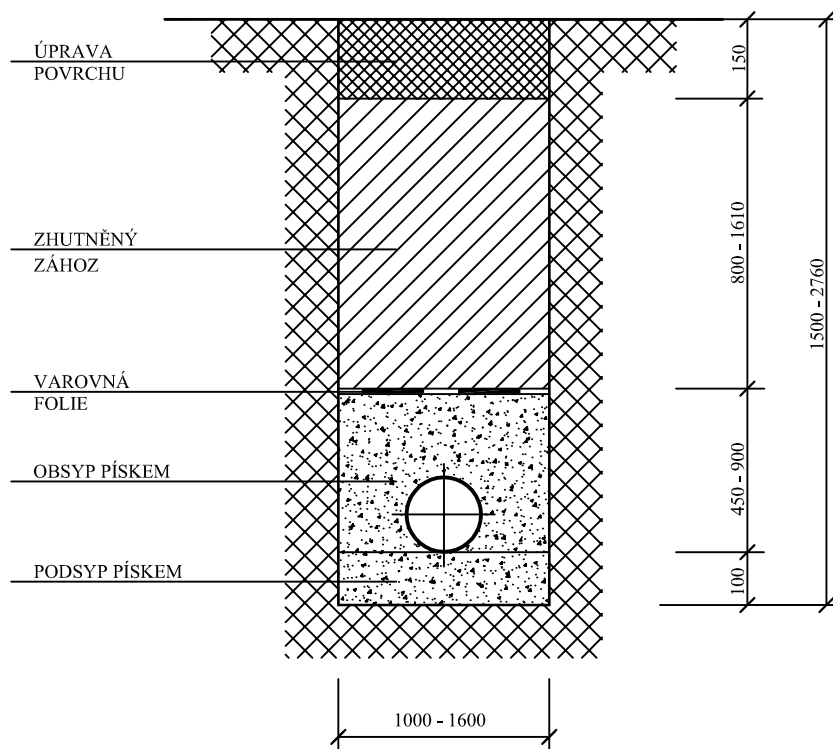 ÚPRAVA
POVRCHU
150
ZHUTNĚNÝ
ZÁHOZ
800 - 1610
1500 - 2760
VAROVNÁ
FOLIE
OBSYP PÍSKEM
450 - 900
PODSYP PÍSKEM
100
1000 - 1600